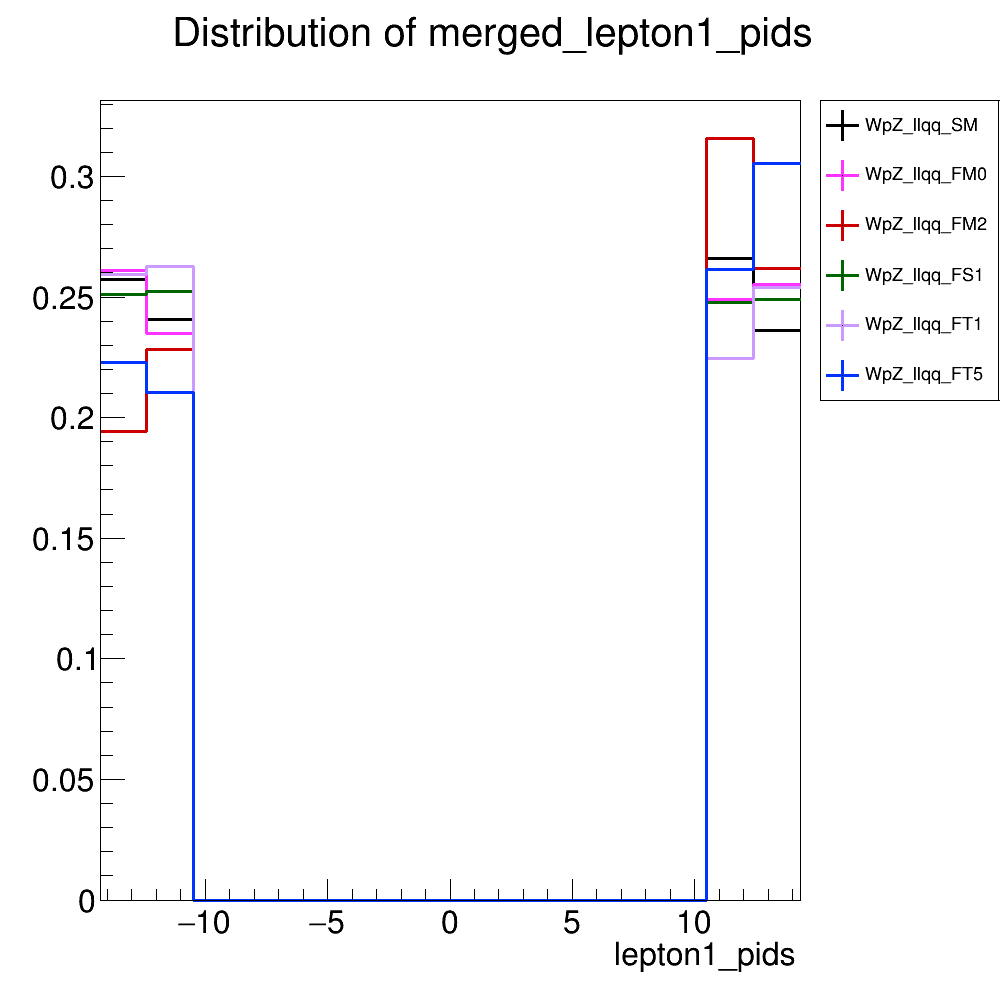 Distribution of merged_lepton1_pids
0.3
0.25
0.2
0.15
0.1
0.05
0
−10
−5
0
5
10
lepton1_pids
WpZ_llqq_SM
WpZ_llqq_FM0
WpZ_llqq_FM2
WpZ_llqq_FS1
WpZ_llqq_FT1
WpZ_llqq_FT5